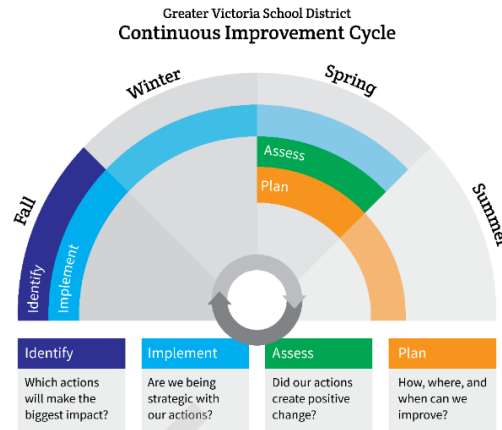 Greater Victoria School District
Continuous Improvement Cycle
Winter
Spring
Fall
Summer
Identify
Implement
Assess
Plan
Identify
Which actions
will make the
biggest impact?
Implement
Are we being
strategic with
our actions?
Assess
Did our actions
create positive
change?
Plan
How, where, and
when can we
improve?